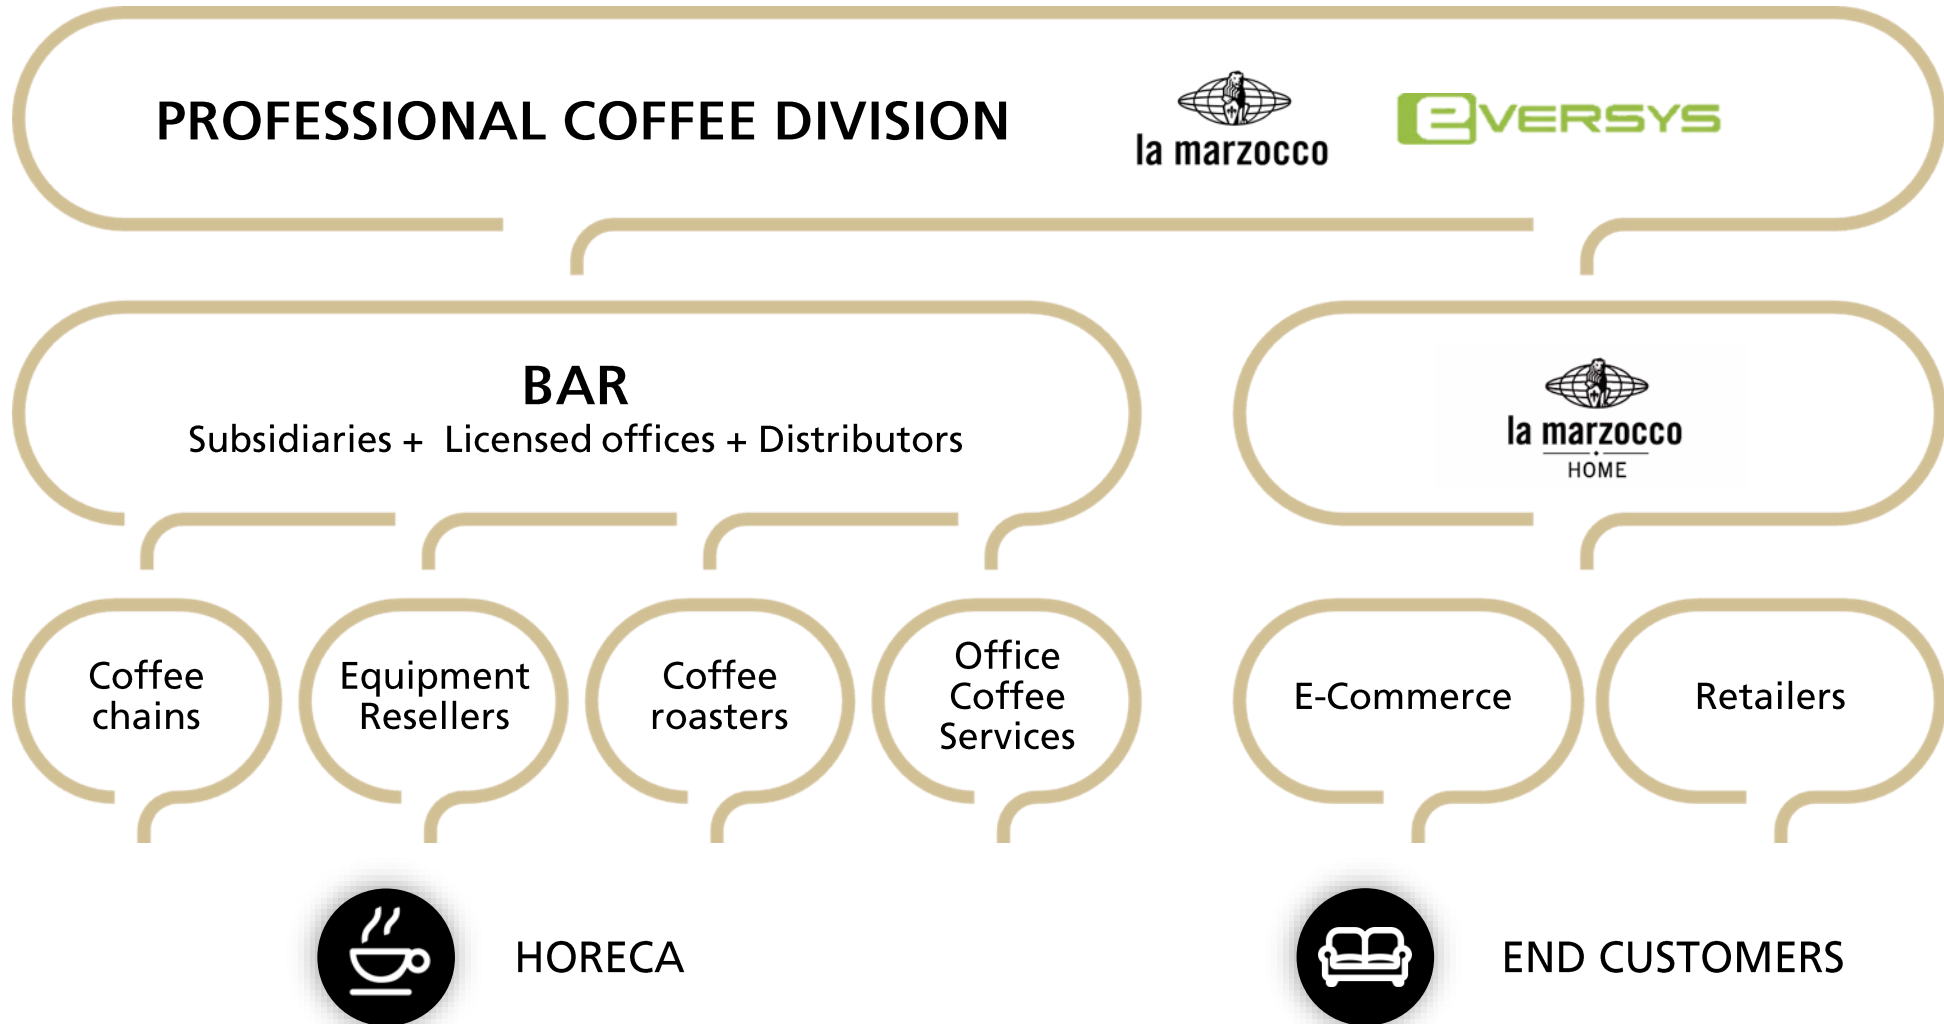 PROFESSIONAL COFFEE DIVISION
la marzocco
eversys
BAR
Subsidiaries + Licensed offices + Distributors
la marzocco
HOME
Coffee
chains
Equipment
Resellers
Coffee
roasters
Office
Coffee
Services
E-Commerce
Retailers
HORECA
END CUSTOMERS